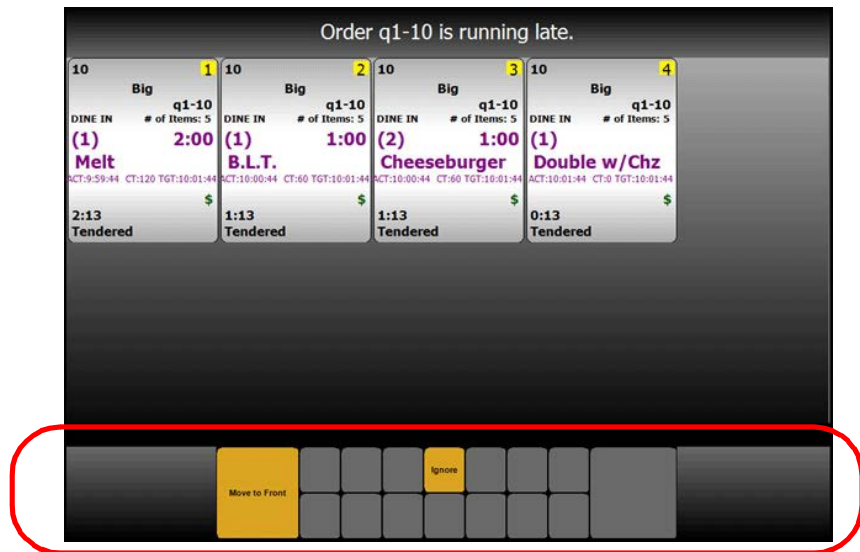 Order q1-10 is running late.
10 1
Big
q1-10
DINE IN # of Items: 5
(1) 2:00
Melt
ACT:9:59:44 CT:120 TGT:10:01:44
$
2:13
Tendered
10 2
Big
q1-10
DINE IN # of Items: 5
(1) 1:00
B.L.T.
ACT:10:00:44 CT:60 TGT:10:01:44
$
1:13
Tendered
10 3
Big
q1-10
DINE IN # of Items: 5
(2) 1:00
Cheeseburger
ACT:10:00:44 CT:60 TGT:10:01:44
$
1:13
Tendered
10 4
Big
q1-10
DINE IN # of Items: 5
(1)
Double w/Chz
ACT:10:01:44 CT:0 TGT:10:01:44
$
0:13
Tendered
Move to Front
Ignore